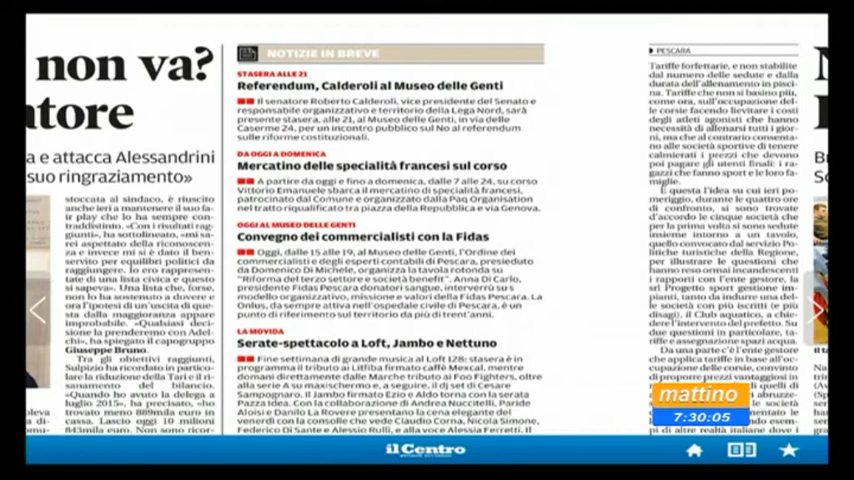 non va?
ntore
a e attacca Alessandrini
suo ringraziamento»
stoccata al sindaco, è riuscito
anche ieri a mantenere il suo fair
play che lo ha sempre con-
traddistinto. «Con i risultati rag-
giunti», ha sottolineato, «mi sa-
rei aspettato della riconoscen-
za e invece mi si è dato il ben-
servito per equilibri politici da
raggiungere. Io ero rappresen-
tate di una lista civica e questo
si sapeva». Una lista che, forse,
non lo ha sostenuto a dovere e
ora l'ipotesi di un'uscita di que-
sta dalla maggioranza appare
improbabile. «Qualsiasi deci-
sione la prenderemo con Adel-
chi», ha spiegato il capogruppo
Giuseppe Bruno.
Tra gli obiettivi raggiunti,
Sulpizio ha ricordato in partico-
lare la riduzione della Tari e il ri-
sanamento del bilancio.
«Quando ho avuto la delega a
luglio 2015», ha precisato, «ho
trovato meno 889mila euro in
cassa. Lascio oggi 10 milioni
843mila euro. Non sono ricor-
NOTIZIE IN BREVE
STASERA ALLE 21
Referendum, Calderoli al Museo delle Genti
Il senatore Roberto Calderoli, vice presidente del Senato e
responsabile organizzativo e territorio della Lega Nord, sarà
presente stasera, alle 21, al Museo delle Genti, in via delle
Caserme 24, per un incontro pubblico sul No al referendum
sulle riforme costituzionali.
DA OGGI A DOMENICA
Mercatino delle specialità francesi sul corso
A partire da oggi e fino a domenica, dalle 7 alle 24, su corso
Vittorio Emanuele sbarca il mercatino di specialità francesi,
patrocinato dal Comune e organizzato dalla Paq Organisation
nel tratto riqualificato tra piazza della Repubblica e via Genova.
OGGI AL MUSEO DELLE GENTI
Convegno dei commercialisti con la Fidas
Oggi, dalle 15 alle 19, al Museo delle Genti, l'Ordine dei
commercialisti e degli esperti contabili di Pescara, presieduto
da Domenico Di Michele, organizza la tavola rotonda su
"Riforma del terzo settore e società benefit". Anna Di Carlo,
presidente Fidas Pescara donatori sangue, interverrò su s
modello organizzativo, missione e valori della Fidas Pescara. La
Onlus, da sempre attiva nell'ospedale civile di Pescara, è un
punto di riferimento sul territorio da più di trent'anni.
LA MOVIDA
Serate-spettacolo a Loft, Jambo e Nettuno
Fine settimana di grande musica al Loft 128: stasera è in
programma il tributo ai Litfiba firmato caffè Mexcal, mentre
domani direttamente dalle Marche tributo ai Foo Fighters, oltre
alla serie A su maxischermo e, a seguire, il dj set di Cesare
Sampognaro. Il Jambo firmato Ezio e Aldo torna con la serata
Pazza Idea. Con la collaborazione di Andrea Nuccitelli, Paride
Aloisi e Danilo La Rovere presentano la cena elegante del
venerdì con la consolle che vede Claudio Corna, Nicola Simone,
Federico Di Sante e Alessio Rulli, e alla voce Alessia Ferretti. Il
PESCARA
Tariffe forfettarie, e non stabilite
dal numero delle sedute e dalla
durata dell'allenamento in pisci-
na. Tariffe che non si basino più,
come ora, sull'occupazione del-
le corsie facendo lievitare i costi
degli atleti agonisti che hanno
necessità di allenarsi tutti i gior-
ni, ma che al contrario consenta-
no alle società sportive di tenere
calmierati i prezzi che devono
poi pagare gli utenti finali: i ra-
gazzi che fanno sport e le loro fa-
miglie.
È questa l'idea su cui ieri po-
meriggio, durante le quattro ore
di confronto, si sono trovate
d'accordo le cinque società che
per la prima volta si sono sedute
insieme intorno a un tavolo,
quello convocato dal servizio Po-
litiche turistiche della Regione,
per illustrare le questioni che
hanno reso ormai incandescenti
i rapporti con l'ente gestore, la
srl Progetto sport gestione im-
pianti, tanto da indurre una del-
le società con più iscritti (e più
disagi), il Club aquatico, a chie-
dere l'intervento del prefetto. Su
due questioni in particolare, ta-
riffe e assegnazione spazi acqua.
Da una parte c'è l'ente gestore
che applica tariffe in base all'oc-
cupazione delle corsie, convinto
di proporre prezzi vantaggiosi
mattino
7:30:05
il Centro